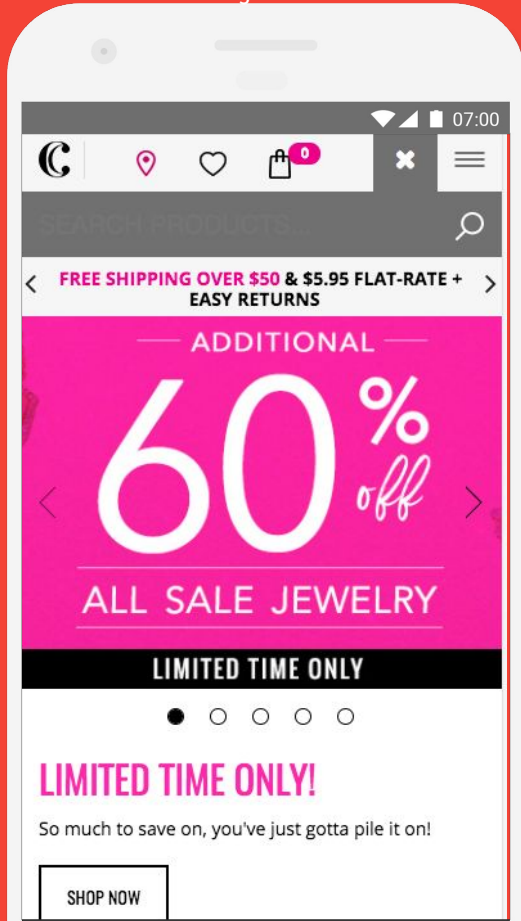 07:00
0
SEARCH PRODUCTS...
FREE SHIPPING OVER $50 & $5.95 FLAT-RATE +
EASY RETURNS
ADDITIONAL
60%
off
ALL SALE JEWELRY
LIMITED TIME ONLY
LIMITED TIME ONLY!
So much to save on, you've just gotta pile it on!
SHOP NOW